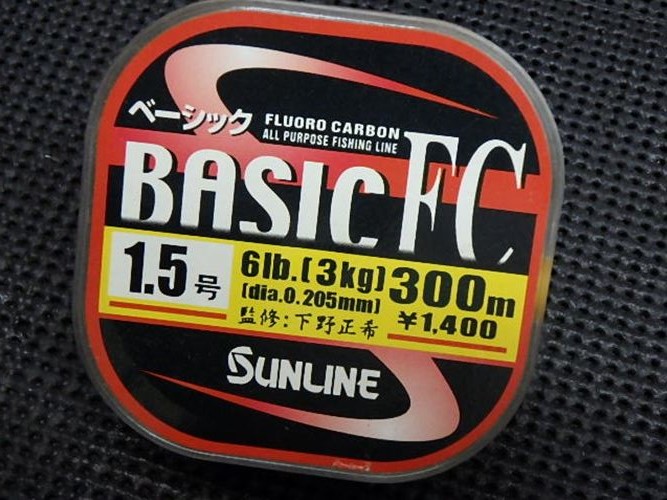 ベーシック
FLUORO CARBON
ALL PURPOSE FISHING LINE
BASIC FC
1.5号
6lb.(3kg) 300m
(dia.0.205mm) ¥1,400
監修:下野正希
SUNLINE